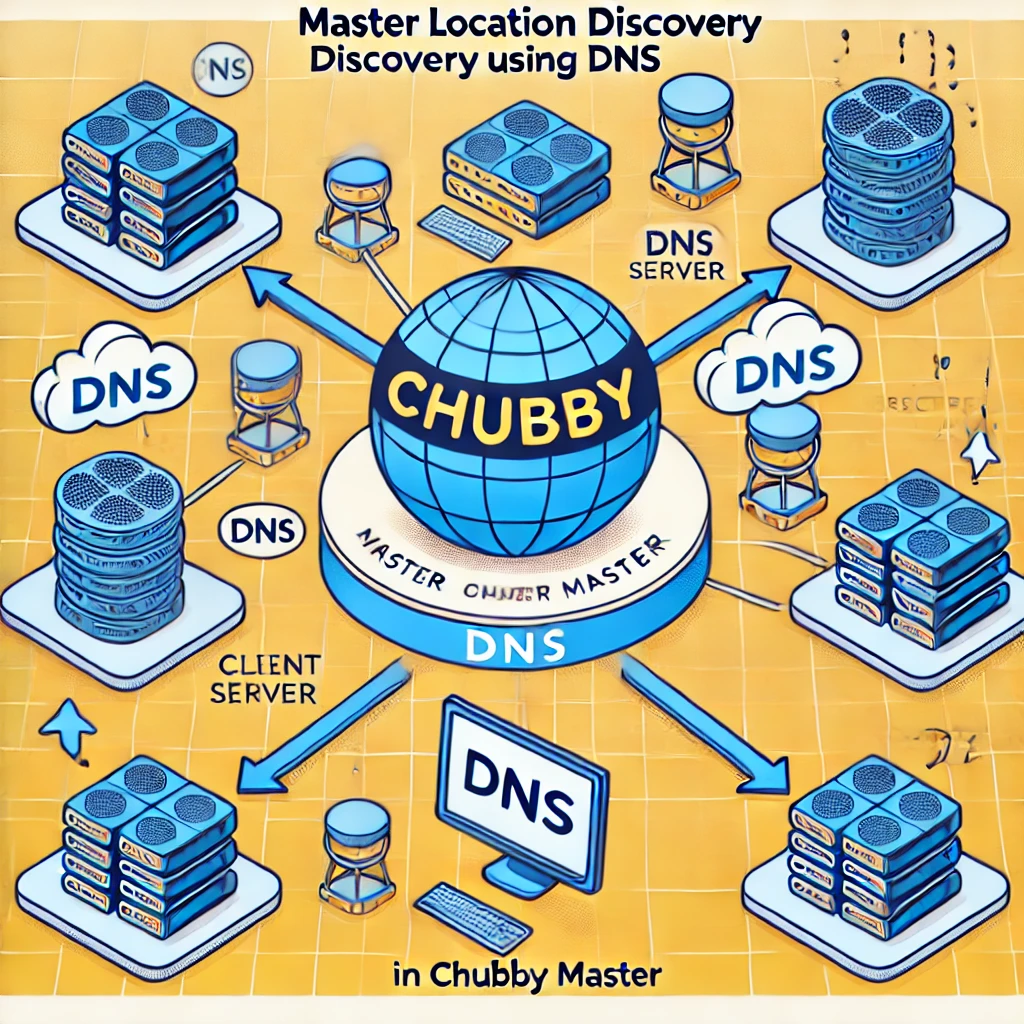 Master Location Discovery
Discovery using DNS
NS
DNS
SERVER
DNS
DNS
CHUBBY
DNS
MASTER MASTER
DNS
CLIENT
SERVER
DNS
in Chubby Master